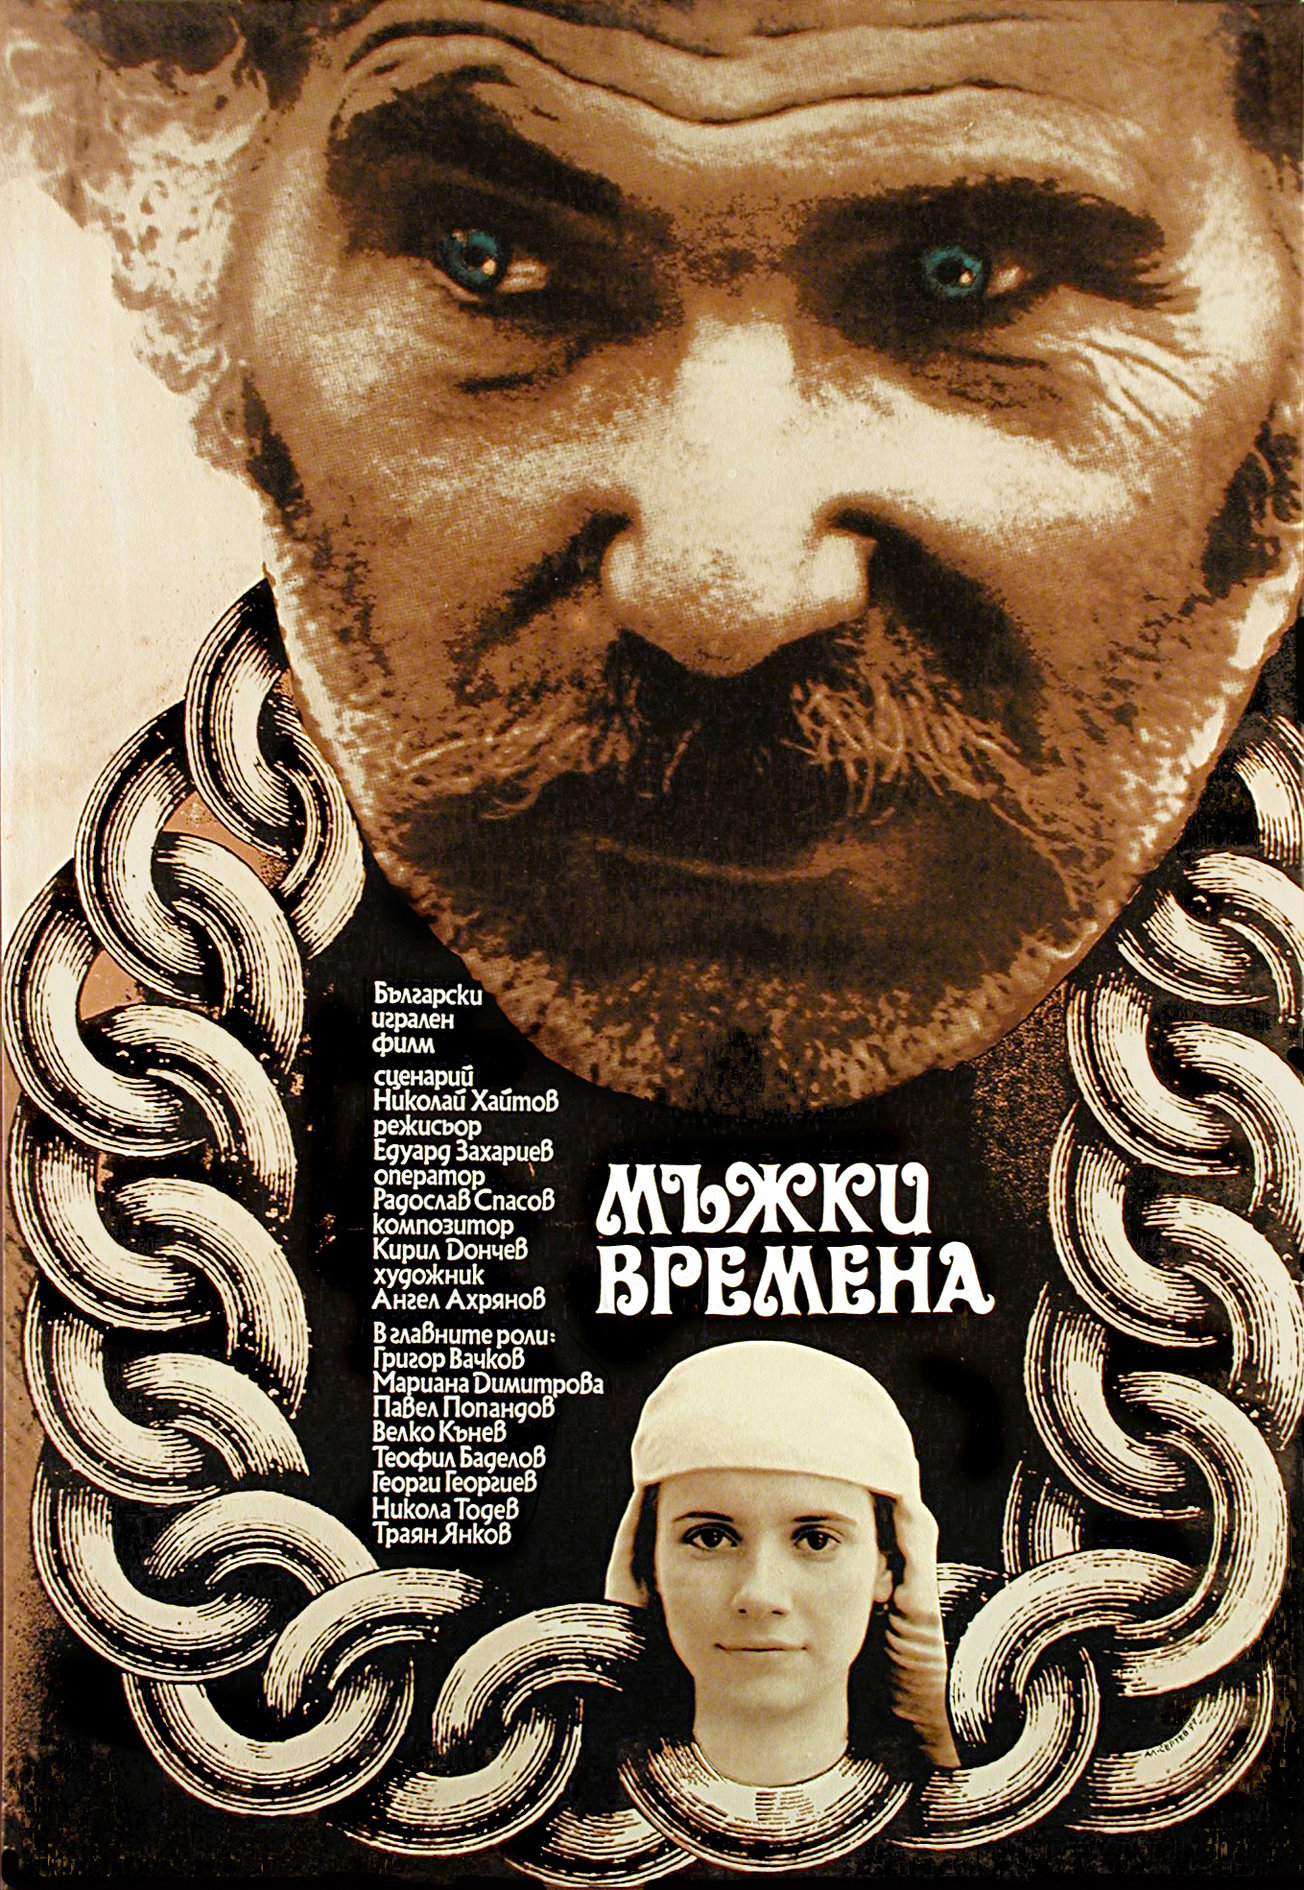 Български
игрален
филм
сценарий
Николай Хайтов
режисьор
Едуард Захариев
оператор
Радослав Спасов
композитор
Кирил Дончев
художник
Ангел Ахрянов
В главните роли:
Григор Вачков
Мариана Димитрова
Павел Попандов
Велко Кънев
Теофил Баделов
Георги Георгиев
Никола Тодев
Траян Янков
МЪЖКИ
ВРЕМЕНА